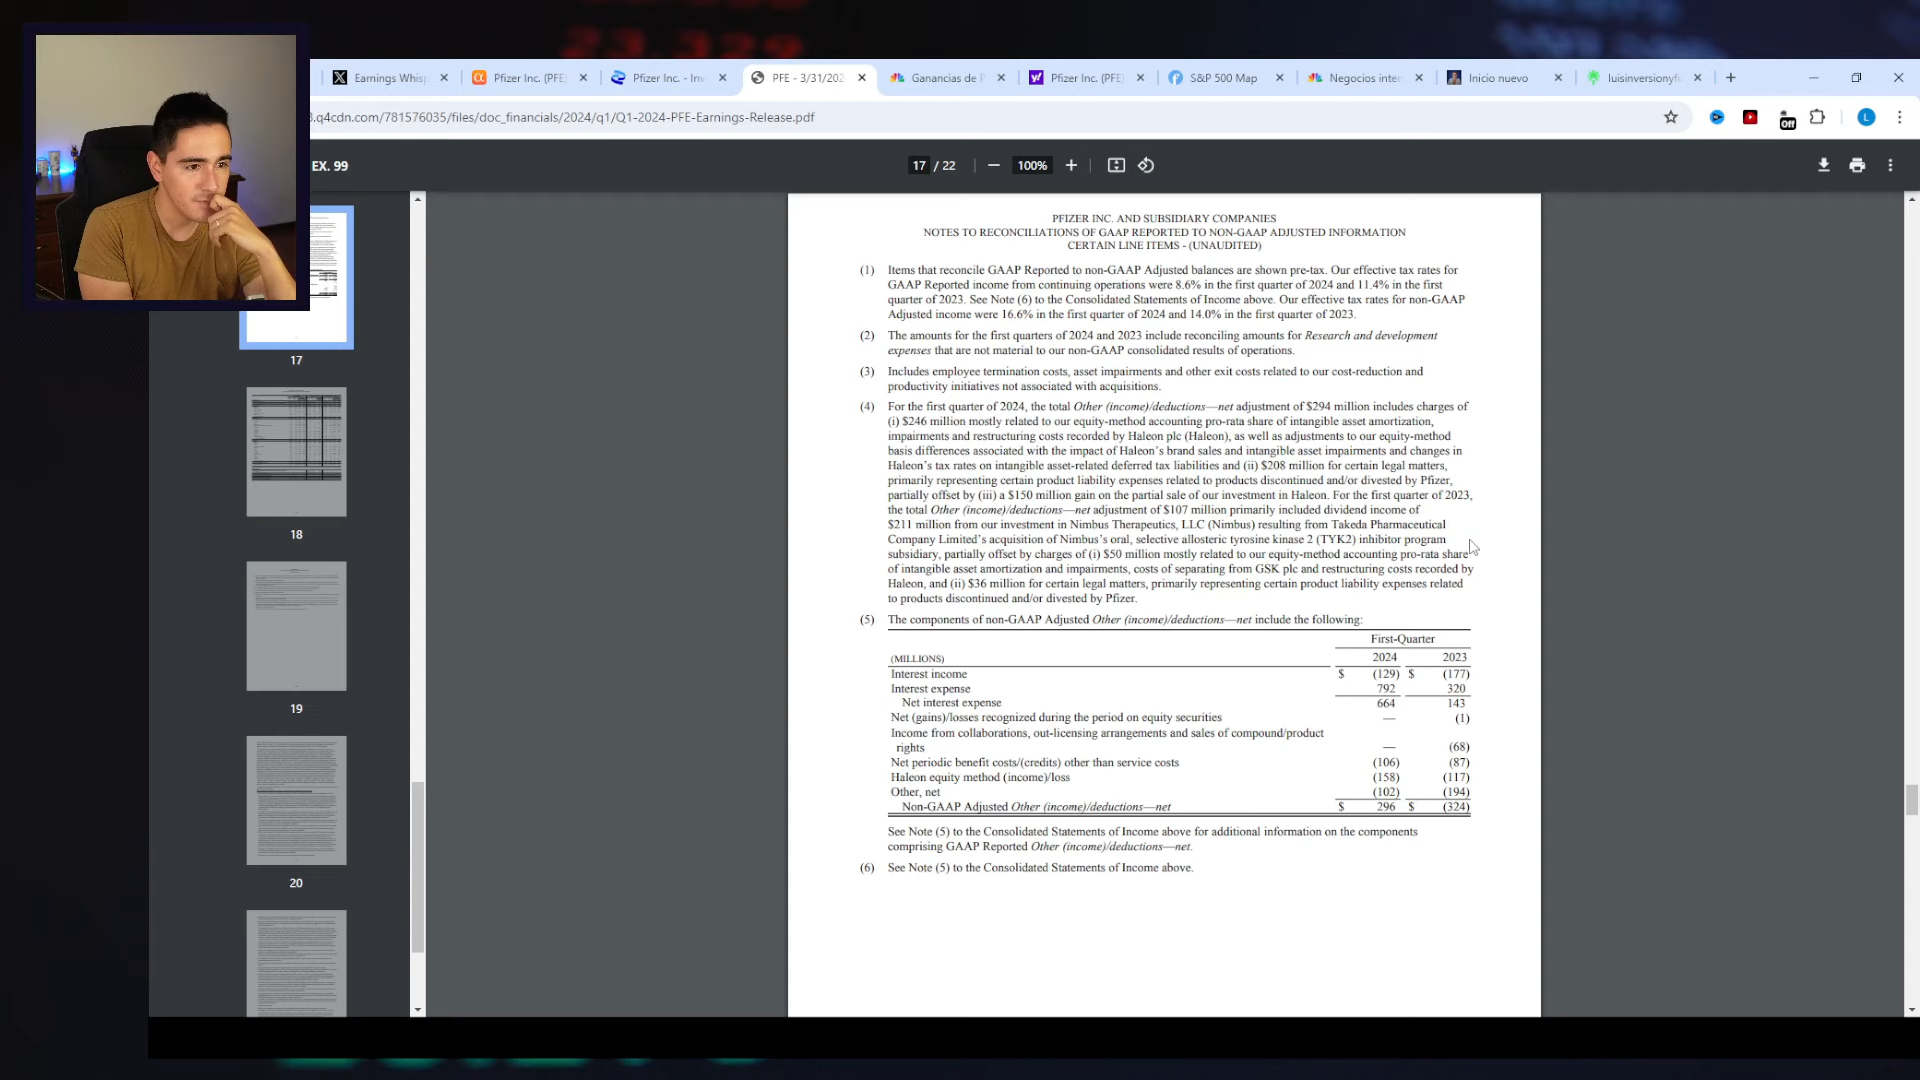 23.329
Earnings Whisp
Pfizer Inc. (PFE)
Pfizer Inc. - Inv
PFE - 3/31/202
Ganancias de P
Pfizer Inc. (PFE)
S&P 500 Map
Negocios inter
Inicio nuevo
luisinversionyfi
.q4cdn.com/781576035/files/doc_financials/2024/q1/Q1-2024-PFE-Earnings-Release.pdf
Off
L
EX. 99
17 / 22
100%
17
18
19
20
PFIZER INC. AND SUBSIDIARY COMPANIES
NOTES TO RECONCILIATIONS OF GAAP REPORTED TO NON-GAAP ADJUSTED INFORMATION
CERTAIN LINE ITEMS - (UNAUDITED)
(1) Items that reconcile GAAP Reported to non-GAAP Adjusted balances are shown pre-tax. Our effective tax rates for
GAAP Reported income from continuing operations were 8.6% in the first quarter of 2024 and 11.4% in the first
quarter of 2023. See Note (6) to the Consolidated Statements of Income above. Our effective tax rates for non-GAAP
Adjusted income were 16.6% in the first quarter of 2024 and 14.0% in the first quarter of 2023.
(2) The amounts for the first quarters of 2024 and 2023 include reconciling amounts for Research and development
expenses that are not material to our non-GAAP consolidated results of operations.
(3) Includes employee termination costs, asset impairments and other exit costs related to our cost-reduction and
productivity initiatives not associated with acquisitions.
(4) For the first quarter of 2024, the total Other (income)/deductions—net adjustment of $294 million includes charges of
(i) $246 million mostly related to our equity-method accounting pro-rata share of intangible asset amortization,
impairments and restructuring costs recorded by Haleon plc (Haleon), as well as adjustments to our equity-method
basis differences associated with the impact of Haleon's brand sales and intangible asset impairments and changes in
Haleon's tax rates on intangible asset-related deferred tax liabilities and (ii) $208 million for certain legal matters,
primarily representing certain product liability expenses related to products discontinued and/or divested by Pfizer,
partially offset by (iii) a $150 million gain on the partial sale of our investment in Haleon. For the first quarter of 2023,
the total Other (income)/deductions—net adjustment of $107 million primarily included dividend income of
$211 million from our investment in Nimbus Therapeutics, LLC (Nimbus) resulting from Takeda Pharmaceutical
Company Limited's acquisition of Nimbus's oral, selective allosteric tyrosine kinase 2 (TYK2) inhibitor program
subsidiary, partially offset by charges of (i) $50 million mostly related to our equity-method accounting pro-rata share
of intangible asset amortization and impairments, costs of separating from GSK plc and restructuring costs recorded by
Haleon, and (ii) $36 million for certain legal matters, primarily representing certain product liability expenses related
to products discontinued and/or divested by Pfizer.
(5) The components of non-GAAP Adjusted Other (income)/deductions—net include the following:
First-Quarter
(MILLIONS) 2024 2023
Interest income $ (129) $ (177)
Interest expense 792 320
Net interest expense 664 143
Net (gains)/losses recognized during the period on equity securities — (1)
Income from collaborations, out-licensing arrangements and sales of compound/product
rights — (68)
Net periodic benefit costs/(credits) other than service costs (106) (87)
Haleon equity method (income)/loss (158) (117)
Other, net (102) (194)
Non-GAAP Adjusted Other (income)/deductions—net $ 296 $ (324)
See Note (5) to the Consolidated Statements of Income above for additional information on the components
comprising GAAP Reported Other (income)/deductions—net.
(6) See Note (5) to the Consolidated Statements of Income above.